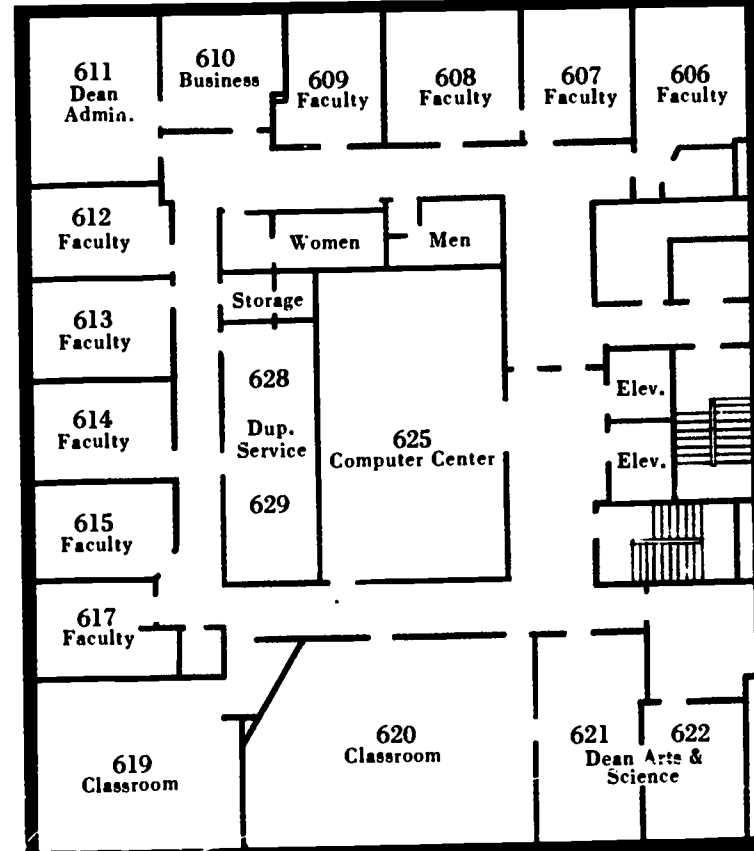 611
Dean
Admin.
610
Business
609
Faculty
608
Faculty
607
Faculty
606
Faculty
612
Faculty
Women
Men
Storage
613
Faculty
628
Dup.
Service
629
614
Faculty
625
Computer Center
Elev.
Elev.
615
Faculty
617
Faculty
619
Classroom
620
Classroom
621
622
Dean Arts &
Science